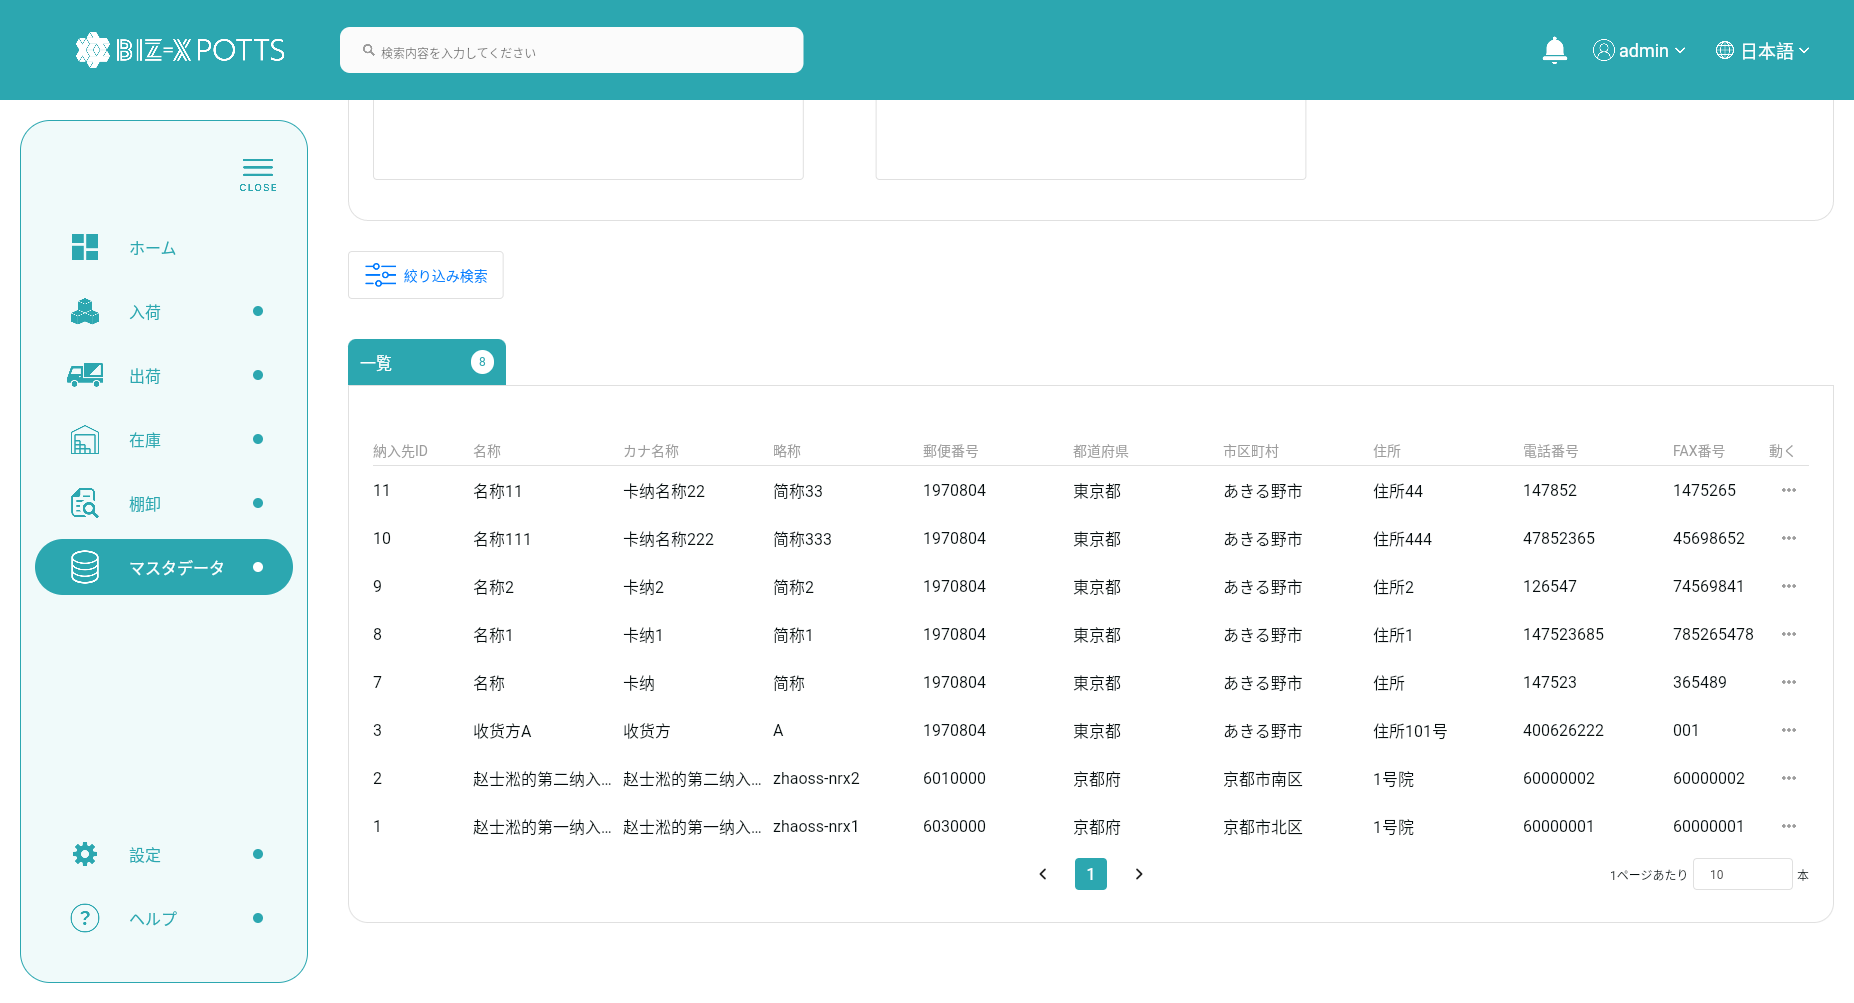 BIZ=X POTTS
検索内容を入力してください
admin
日本語
CLOSE
ホーム
入荷
出荷
在庫
棚卸
マスタデータ
設定
ヘルプ
絞り込み検索
一覧 8
納入先ID 名称 カナ名称 略称 郵便番号 都道府県 市区町村 住所 電話番号 FAX番号 動く
11 名称11 卡纳名称22 简称33 1970804 東京都 あきる野市 住所44 147852 1475265
10 名称111 卡纳名称222 简称333 1970804 東京都 あきる野市 住所444 47852365 45698652
9 名称2 卡纳2 简称2 1970804 東京都 あきる野市 住所2 126547 74569841
8 名称1 卡纳1 简称1 1970804 東京都 あきる野市 住所1 147523685 785265478
7 名称 卡纳 简称 1970804 東京都 あきる野市 住所 147523 365489
3 收货方A 收货方 A 1970804 東京都 あきる野市 住所101号 400626222 001
2 赵士淞的第二纳入... 赵士淞的第二纳入... zhaoss-nrx2 6010000 京都府 京都市南区 1号院 60000002 60000002
1 赵士淞的第一纳入... 赵士淞的第一纳入... zhaoss-nrx1 6030000 京都府 京都市北区 1号院 60000001 60000001
1
1ページあたり 10 本